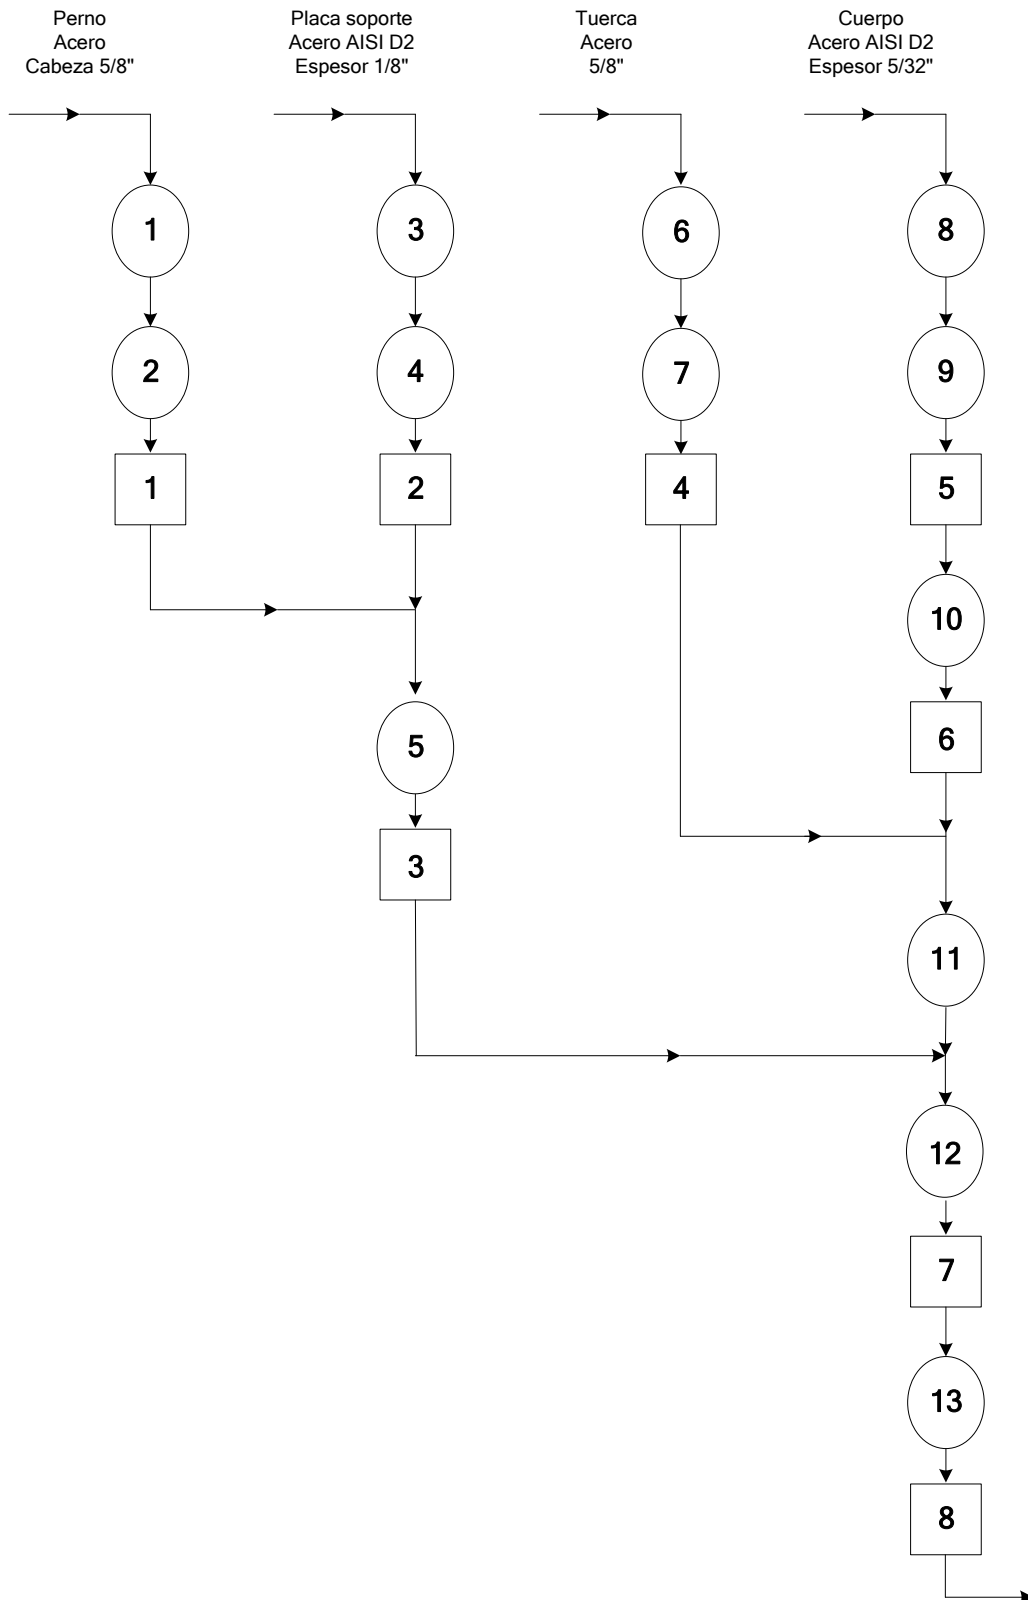 Perno
Acero
Cabeza 5/8"
Placa soporte
Acero AISI D2
Espesor 1/8"
Tuerca
Acero
5/8"
Cuerpo
Acero AISI D2
Espesor 5/32"
1
2
1
3
4
2
5
3
6
7
4
8
9
5
10
6
11
12
7
13
8